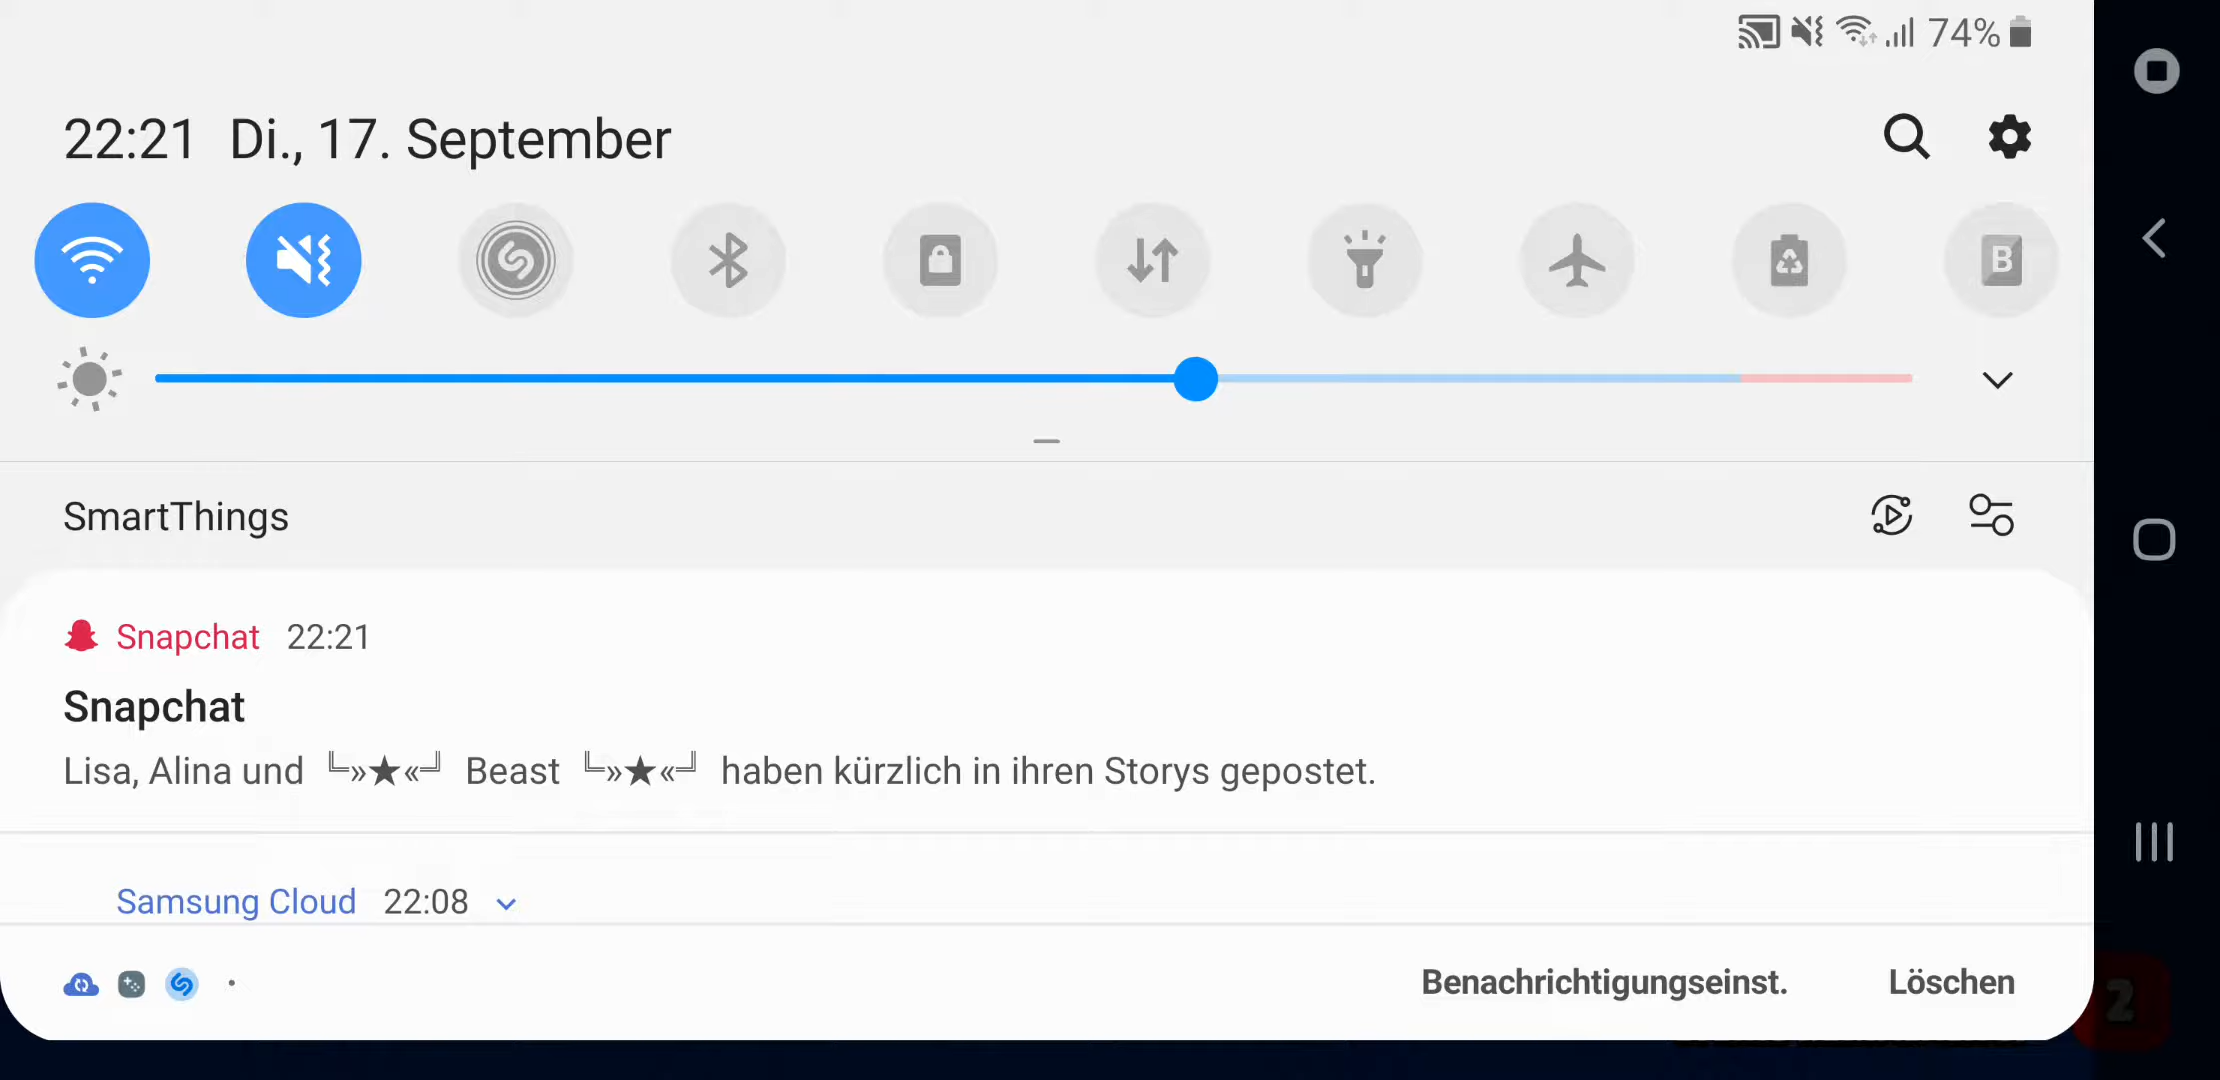 74%
22:21 Di., 17. September
B
SmartThings
Snapchat 22:21
Snapchat
Lisa, Alina und ╚»★«╝ Beast ╚»★«╝ haben kürzlich in ihren Storys gepostet.
Samsung Cloud 22:08
Benachrichtigungseinst. Löschen
2